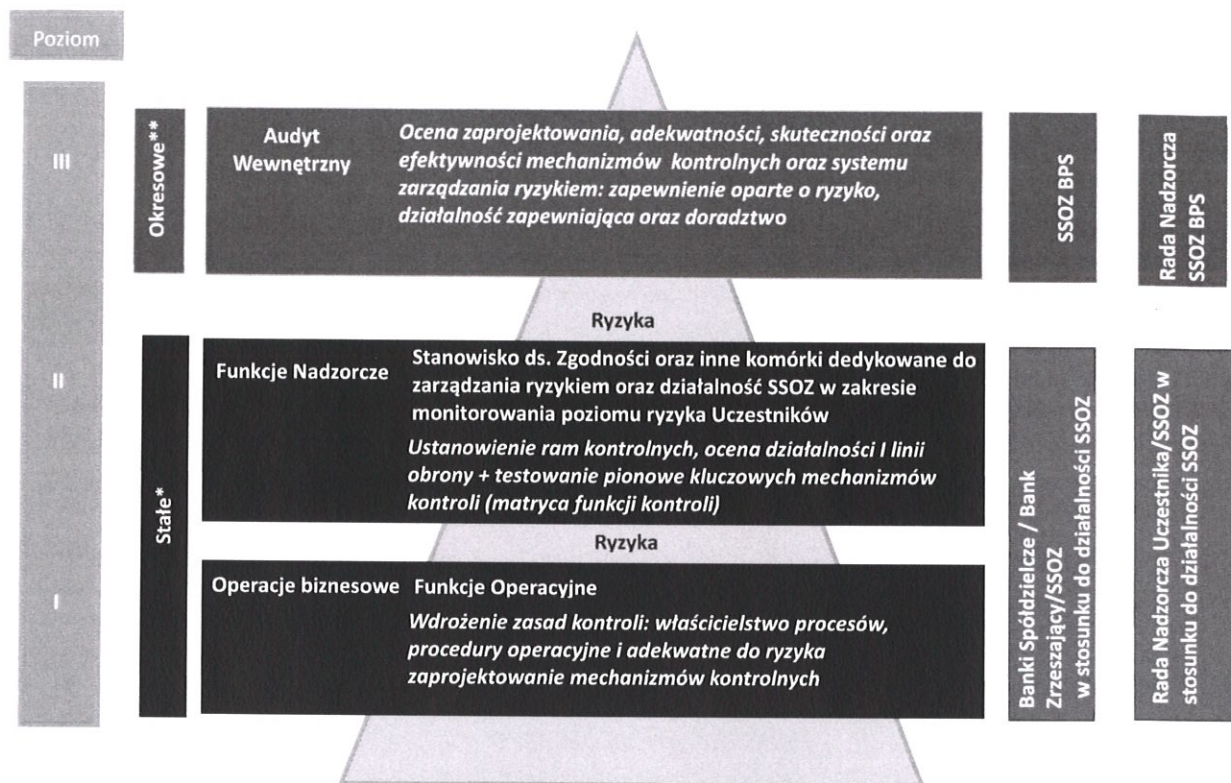 Poziom
III
Okresowe**
Audyt
Wewnętrzny
Ocena zaprojektowania, adekwatności, skuteczności oraz
efektywności mechanizmów kontrolnych oraz systemu
zarządzania ryzykiem: zapewnienie oparte o ryzyko,
działalność zapewniająca oraz doradztwo
SSOZ BPS
Rada Nadzorcza
SSOZ BPS
Ryzyka
II
Stałe*
Funkcje Nadzorcze
Stanowisko ds. Zgodności oraz inne komórki dedykowane do
zarządzania ryzykiem oraz działalność SSOZ w zakresie
monitorowania poziomu ryzyka Uczestników
Ustanowienie ram kontrolnych, ocena działalności I linii
obrony + testowanie pionowe kluczowych mechanizmów
kontroli (matryca funkcji kontroli)
Banki Spółdzielcze / Bank
Zrzeszający/SSOZ
w stosunku do działalności SSOZ
Rada Nadzorcza Uczestnika/SSOZ w
stosunku do działalności SSOZ
Ryzyka
I
Operacje biznesowe
Funkcje Operacyjne
Wdrożenie zasad kontroli: właścicielstwo procesów,
procedury operacyjne i adekwatne do ryzyka
zaprojektowanie mechanizmów kontrolnych